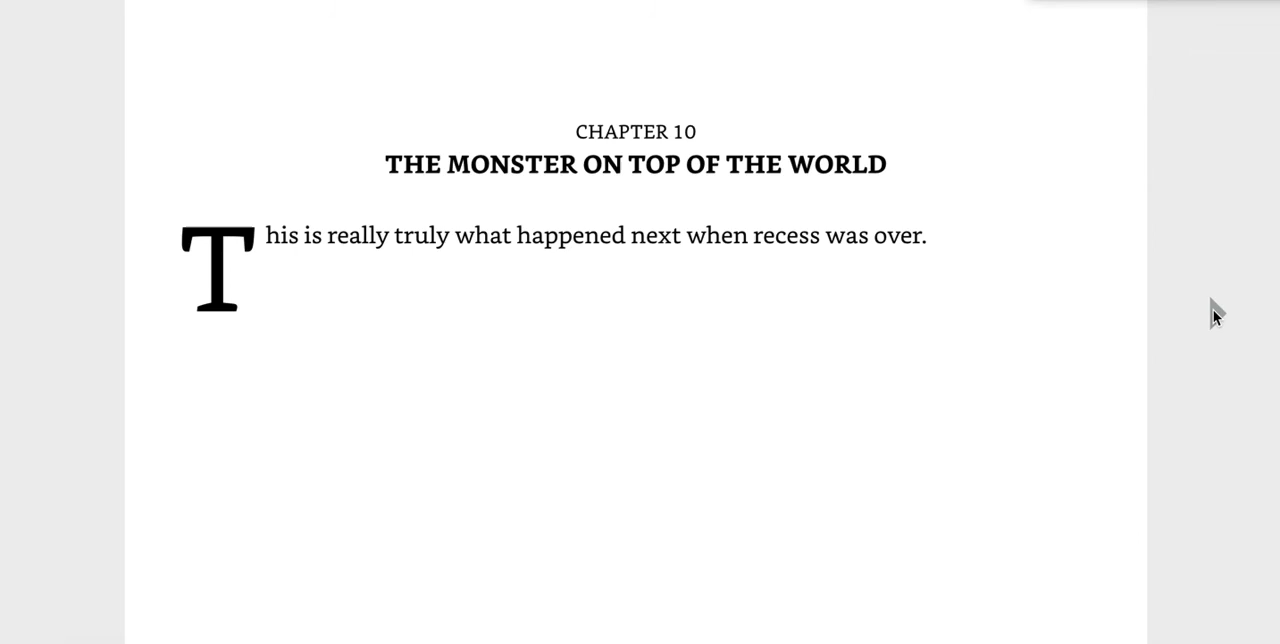 CHAPTER 10
THE MONSTER ON TOP OF THE WORLD
This is really truly what happened next when recess was over.